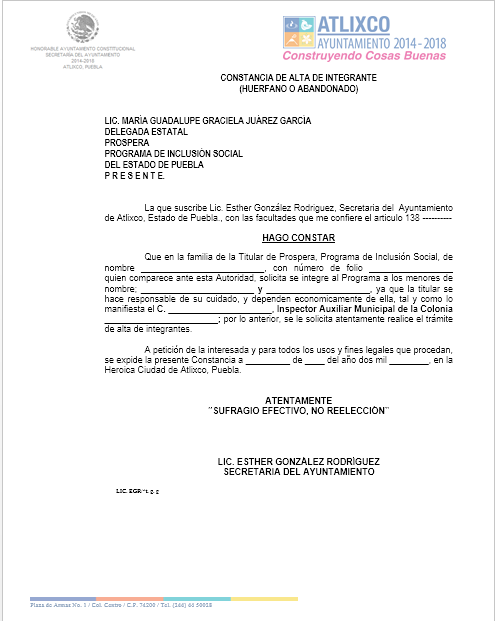 HONORABLE AYUNTAMIENTO CONSTITUCIONAL
SECRETARÍA DEL AYUNTAMIENTO
2014-2018
ATLIXCO, PUEBLA.
ATLIXCO
AYUNTAMIENTO 2014 - 2018
Construyendo Cosas Buenas
CONSTANCIA DE ALTA DE INTEGRANTE
(HUERFANO O ABANDONADO)
LIC. MARÍA GUADALUPE GRACIELA JUÁREZ GARCÍA
DELEGADA ESTATAL
PROSPERA
PROGRAMA DE INCLUSIÓN SOCIAL
DEL ESTADO DE PUEBLA
P R E S E N T E.
La que suscribe Lic. Esther González Rodríguez, Secretaria del Ayuntamiento
de Atlixco, Estado de Puebla., con las facultades que me confiere el articulo 138 ----------
HAGO CONSTAR
Que en la familia de la Titular de Prospera, Programa de Inclusión Social, de
nombre _________________________, con número de folio _________________
quien comparece ante esta Autoridad, solicita se integre al Programa a los menores de
nombre; _______________________ y _____________________, ya que la titular se
hace responsable de su cuidado, y dependen economicamente de ella, tal y como lo
manifiesta el C. _____________________, Inspector Auxiliar Municipal de la Colonia
_______________________; por lo anterior, se le solicita atentamente realice el trámite
de alta de integrantes.
A petición de la interesada y para todos los usos y fines legales que procedan,
se expide la presente Constancia a _________ de ____ del año dos mil ________, en la
Heroica Ciudad de Atlixco, Puebla.
ATENTAMENTE
¨SUFRAGIO EFECTIVO, NO REELECCIÓN¨
LIC. ESTHER GONZÁLEZ RODRÍGUEZ
SECRETARIA DEL AYUNTAMIENTO
LIC. EGR/*t. g. g
Plaza de Armas No. 1 / Col. Centro / C.P. 74200 / Tel. (244) 44 50028